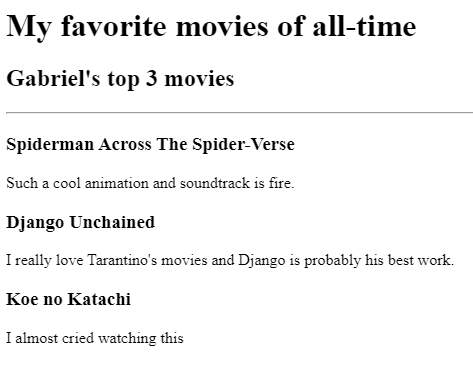 My favorite movies of all-time
Gabriel's top 3 movies
Spiderman Across The Spider-Verse
Such a cool animation and soundtrack is fire.
Django Unchained
I really love Tarantino's movies and Django is probably his best work.
Koe no Katachi
I almost cried watching this